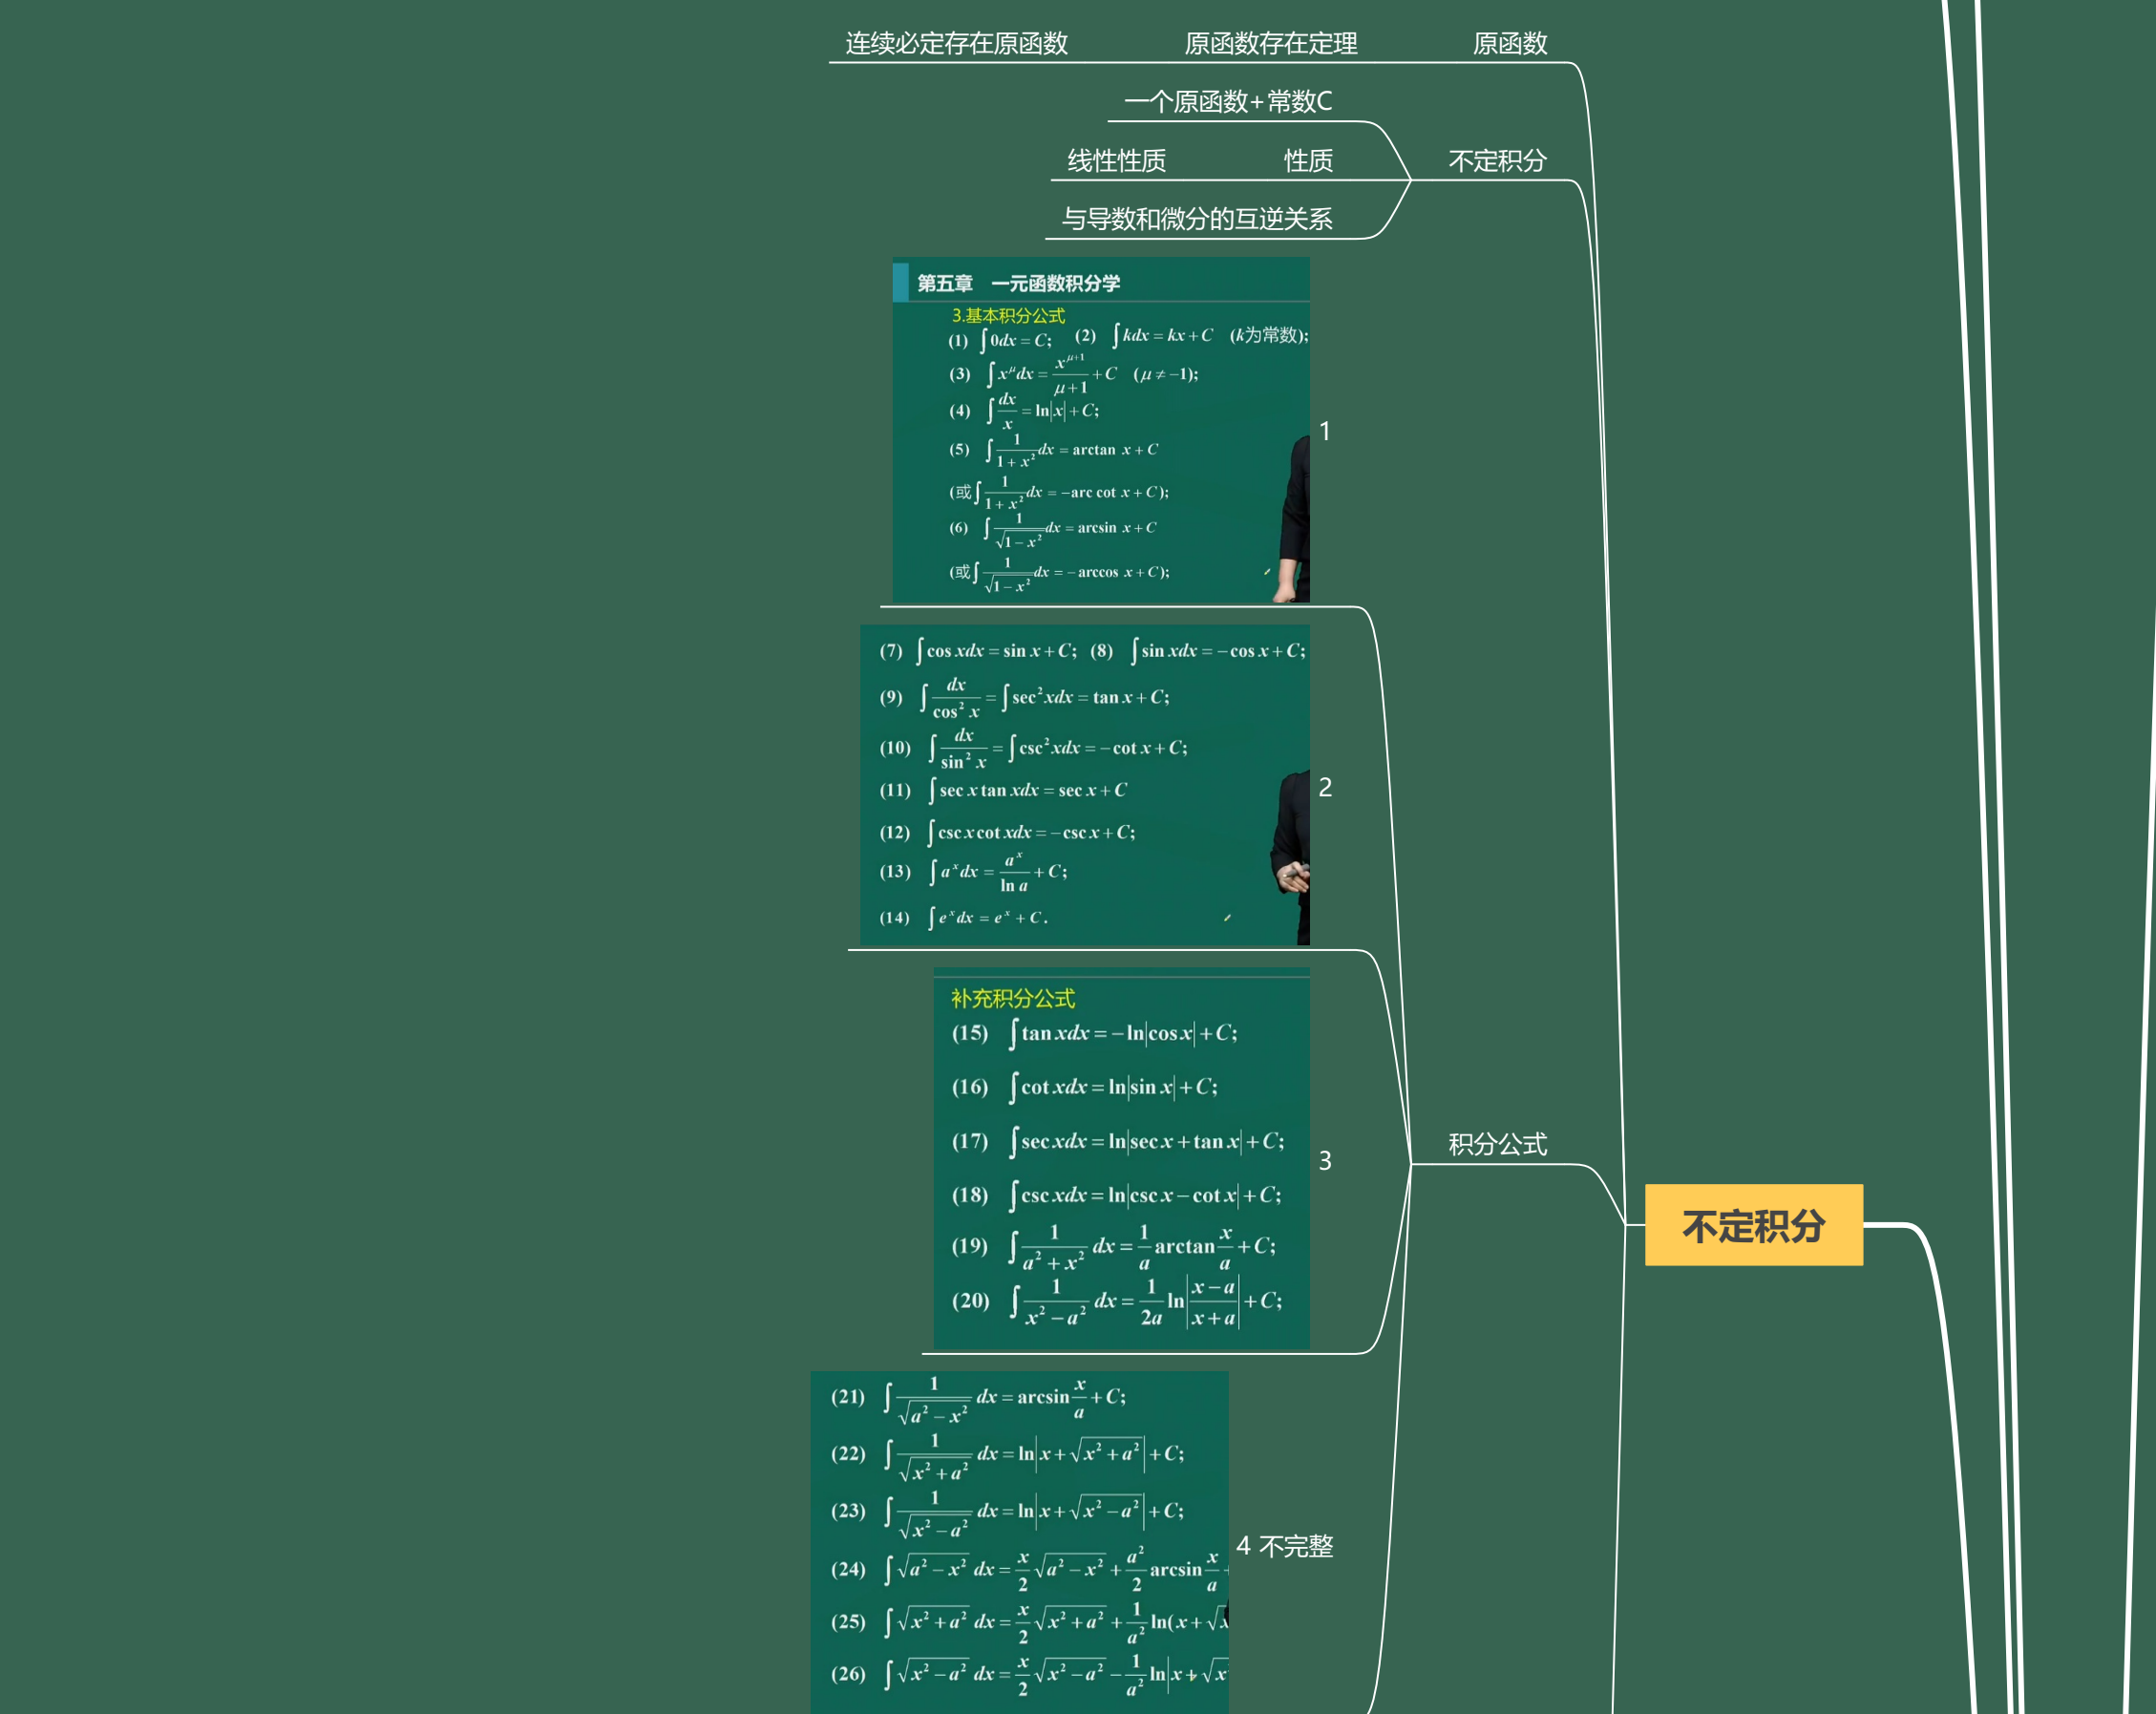 连续必定存在原函数 原函数存在定理 原函数
一个原函数+常数C
线性性质 性质 不定积分
与导数和微分的互逆关系
第五章 一元函数积分学
3.基本积分公式
(1) ∫0dx = C; (2) ∫kdx = kx + C (k为常数);
(3) ∫x^μ dx = x^(μ+1)/(μ+1) + C (μ ≠ −1);
(4) ∫dx/x = ln|x| + C;
(5) ∫1/(1+x²) dx = arctan x + C
(或∫1/(1+x²) dx = −arc cot x + C);
(6) ∫1/√(1−x²) dx = arcsin x + C
(或∫1/√(1−x²) dx = −arccos x + C);
1
(7) ∫cos xdx = sin x + C; (8) ∫sin xdx = −cos x + C;
(9) ∫dx/cos² x = ∫sec² xdx = tan x + C;
(10) ∫dx/sin² x = ∫csc² xdx = −cot x + C;
(11) ∫sec x tan xdx = sec x + C
(12) ∫csc x cot xdx = −csc x + C;
(13) ∫a^x dx = a^x/ln a + C;
(14) ∫e^x dx = e^x + C.
2
补充积分公式
(15) ∫tan xdx = −ln|cos x| + C;
(16) ∫cot xdx = ln|sin x| + C;
(17) ∫sec xdx = ln|sec x + tan x| + C;
(18) ∫csc xdx = ln|csc x − cot x| + C;
(19) ∫1/(a²+x²) dx = 1/a arctan x/a + C;
(20) ∫1/(x²−a²) dx = 1/2a ln|(x−a)/(x+a)| + C;
3
积分公式
不定积分
(21) ∫1/√(a²−x²) dx = arcsin x/a + C;
(22) ∫1/√(x²+a²) dx = ln|x + √(x²+a²)| + C;
(23) ∫1/√(x²−a²) dx = ln|x + √(x²−a²)| + C;
(24) ∫√(a²−x²) dx = x/2 √(a²−x²) + a²/2 arcsin x/a +
(25) ∫√(x²+a²) dx = x/2 √(x²+a²) + 1/a² ln(x + √x
(26) ∫√(x²−a²) dx = x/2 √(x²−a²) − 1/a² ln|x + √x²
4 不完整